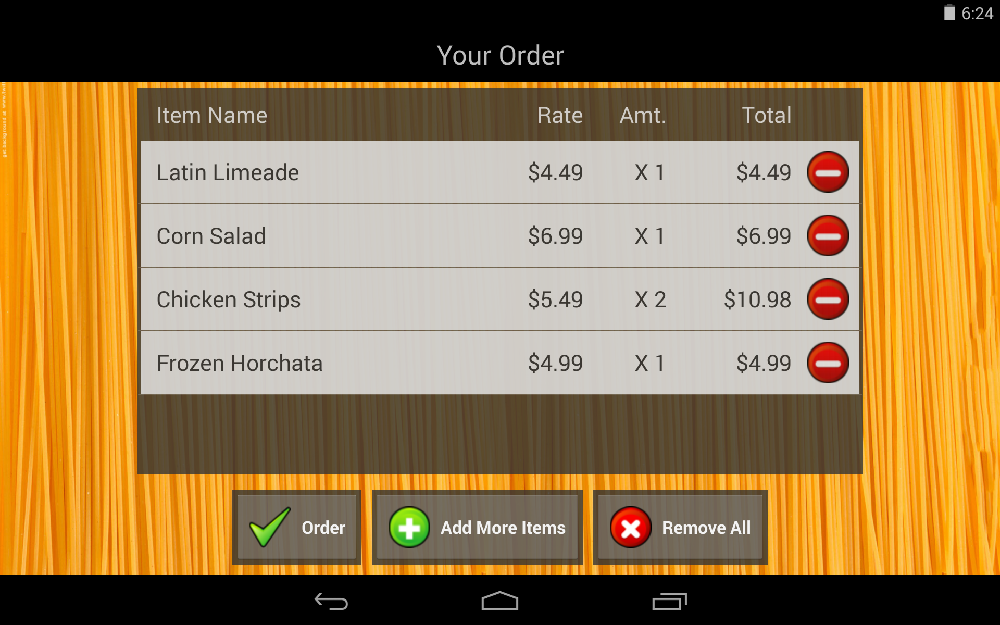 6:24
Your Order
Item Name Rate Amt. Total
Latin Limeade $4.49 X 1 $4.49
Corn Salad $6.99 X 1 $6.99
Chicken Strips $5.49 X 2 $10.98
Frozen Horchata $4.99 X 1 $4.99
Order Add More Items Remove All
get background at www.twit